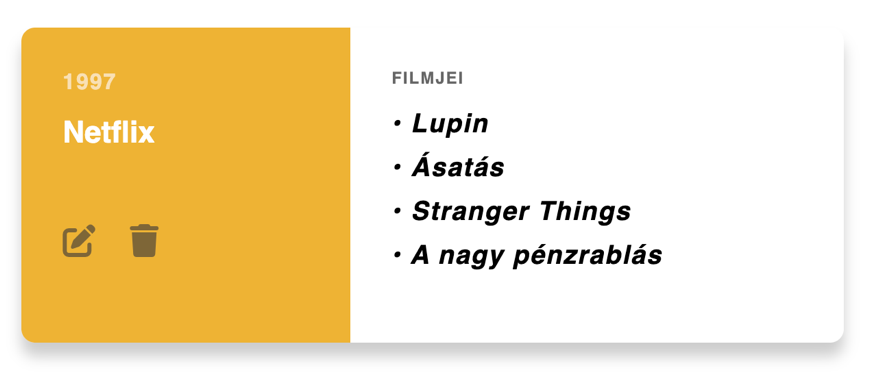 1997
Netflix
FILMJEI
• Lupin
• Ásatás
• Stranger Things
• A nagy pénzrablás